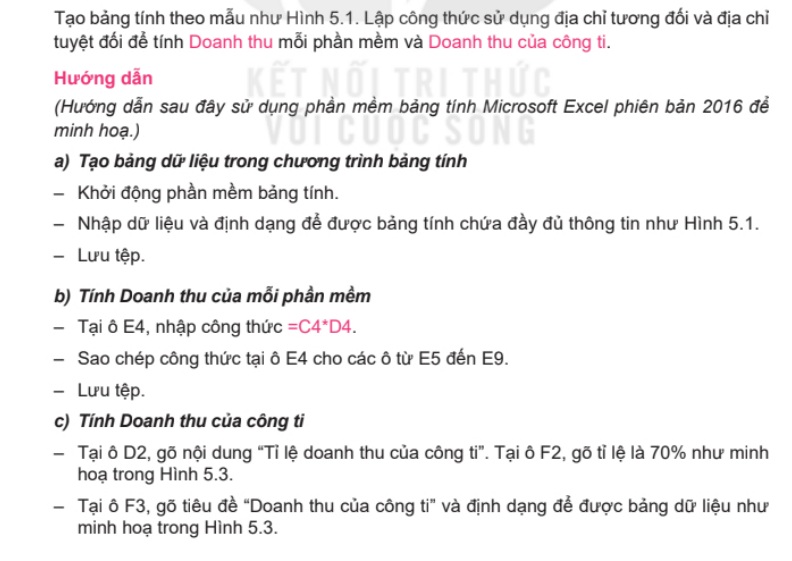 Tạo bảng tính theo mẫu như Hình 5.1. Lập công thức sử dụng địa chỉ tương đối và địa chỉ
tuyệt đối để tính Doanh thu mỗi phần mềm và Doanh thu của công ti.
Hướng dẫn
KẾT NỐI TRI THỨC
(Hướng dẫn sau đây sử dụng phần mềm bảng tính Microsoft Excel phiên bản 2016 để
minh hoạ.)
VỚI CUỘC SỐNG
a) Tạo bảng dữ liệu trong chương trình bảng tính
– Khởi động phần mềm bảng tính.
– Nhập dữ liệu và định dạng để được bảng tính chứa đầy đủ thông tin như Hình 5.1.
– Lưu tệp.
b) Tính Doanh thu của mỗi phần mềm
– Tại ô E4, nhập công thức =C4*D4.
– Sao chép công thức tại ô E4 cho các ô từ E5 đến E9.
– Lưu tệp.
c) Tính Doanh thu của công ti
– Tại ô D2, gõ nội dung “Tỉ lệ doanh thu của công ti”. Tại ô F2, gõ tỉ lệ là 70% như minh
hoạ trong Hình 5.3.
– Tại ô F3, gõ tiêu đề “Doanh thu của công ti” và định dạng để được bảng dữ liệu như
minh hoạ trong Hình 5.3.